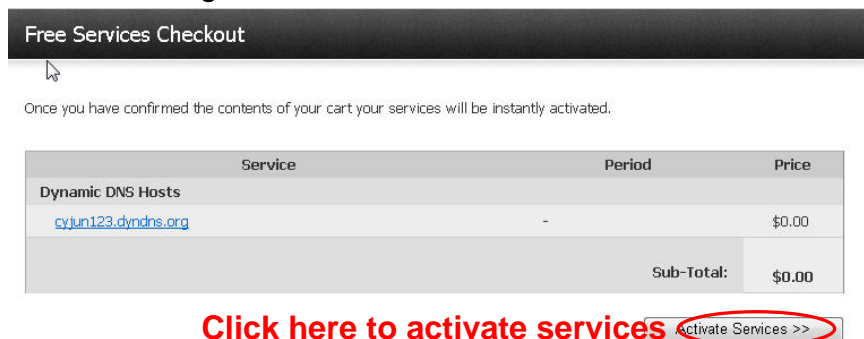 Free Services Checkout
Once you have confirmed the contents of your cart your services will be instantly activated.
Service Period Price
Dynamic DNS Hosts
cyjun123.dyndns.org - $0.00
Sub-Total: $0.00
Click here to activate services Activate Services >>